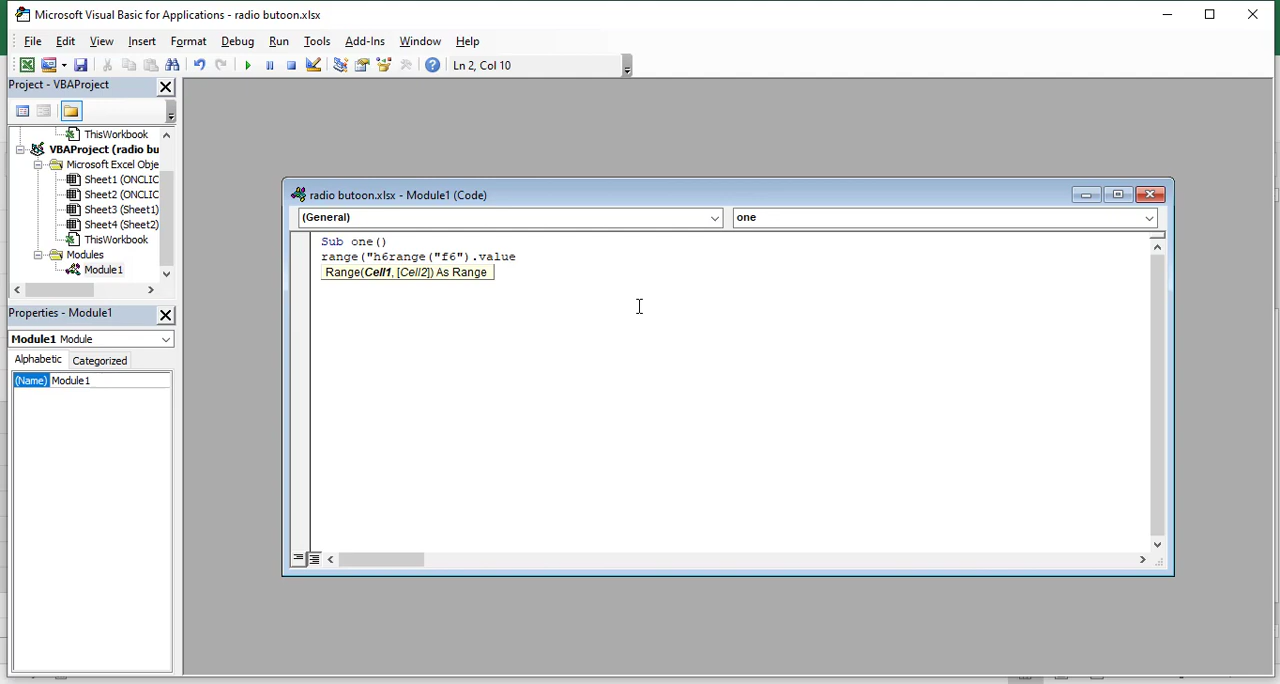 Microsoft Visual Basic for Applications - radio butoon.xlsx
File Edit View Insert Format Debug Run Tools Add-Ins Window Help
Ln 2, Col 10
Project - VBAProject
ThisWorkbook
VBAProject (radio bu
Microsoft Excel Obje
Sheet1 (ONCLIC
Sheet2 (ONCLIC
Sheet3 (Sheet1)
Sheet4 (Sheet2)
ThisWorkbook
Modules
Module1
Properties - Module1
Module1 Module
Alphabetic Categorized
(Name) Module1
radio butoon.xlsx - Module1 (Code)
(General) one
Sub one()
range("h6range("f6").value
Range(Cell1, [Cell2]) As Range